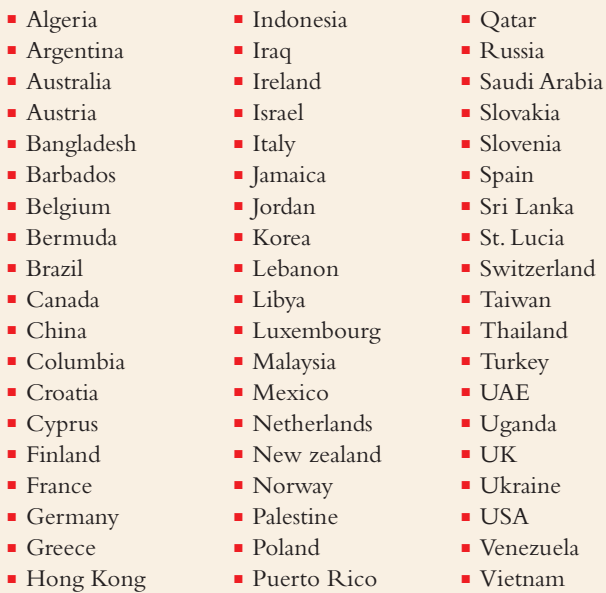 Algeria
Argentina
Australia
Austria
Bangladesh
Barbados
Belgium
Bermuda
Brazil
Canada
China
Columbia
Croatia
Cyprus
Finland
France
Germany
Greece
Hong Kong
Indonesia
Iraq
Ireland
Israel
Italy
Jamaica
Jordan
Korea
Lebanon
Libya
Luxembourg
Malaysia
Mexico
Netherlands
New zealand
Norway
Palestine
Poland
Puerto Rico
Qatar
Russia
Saudi Arabia
Slovakia
Slovenia
Spain
Sri Lanka
St. Lucia
Switzerland
Taiwan
Thailand
Turkey
UAE
Uganda
UK
Ukraine
USA
Venezuela
Vietnam